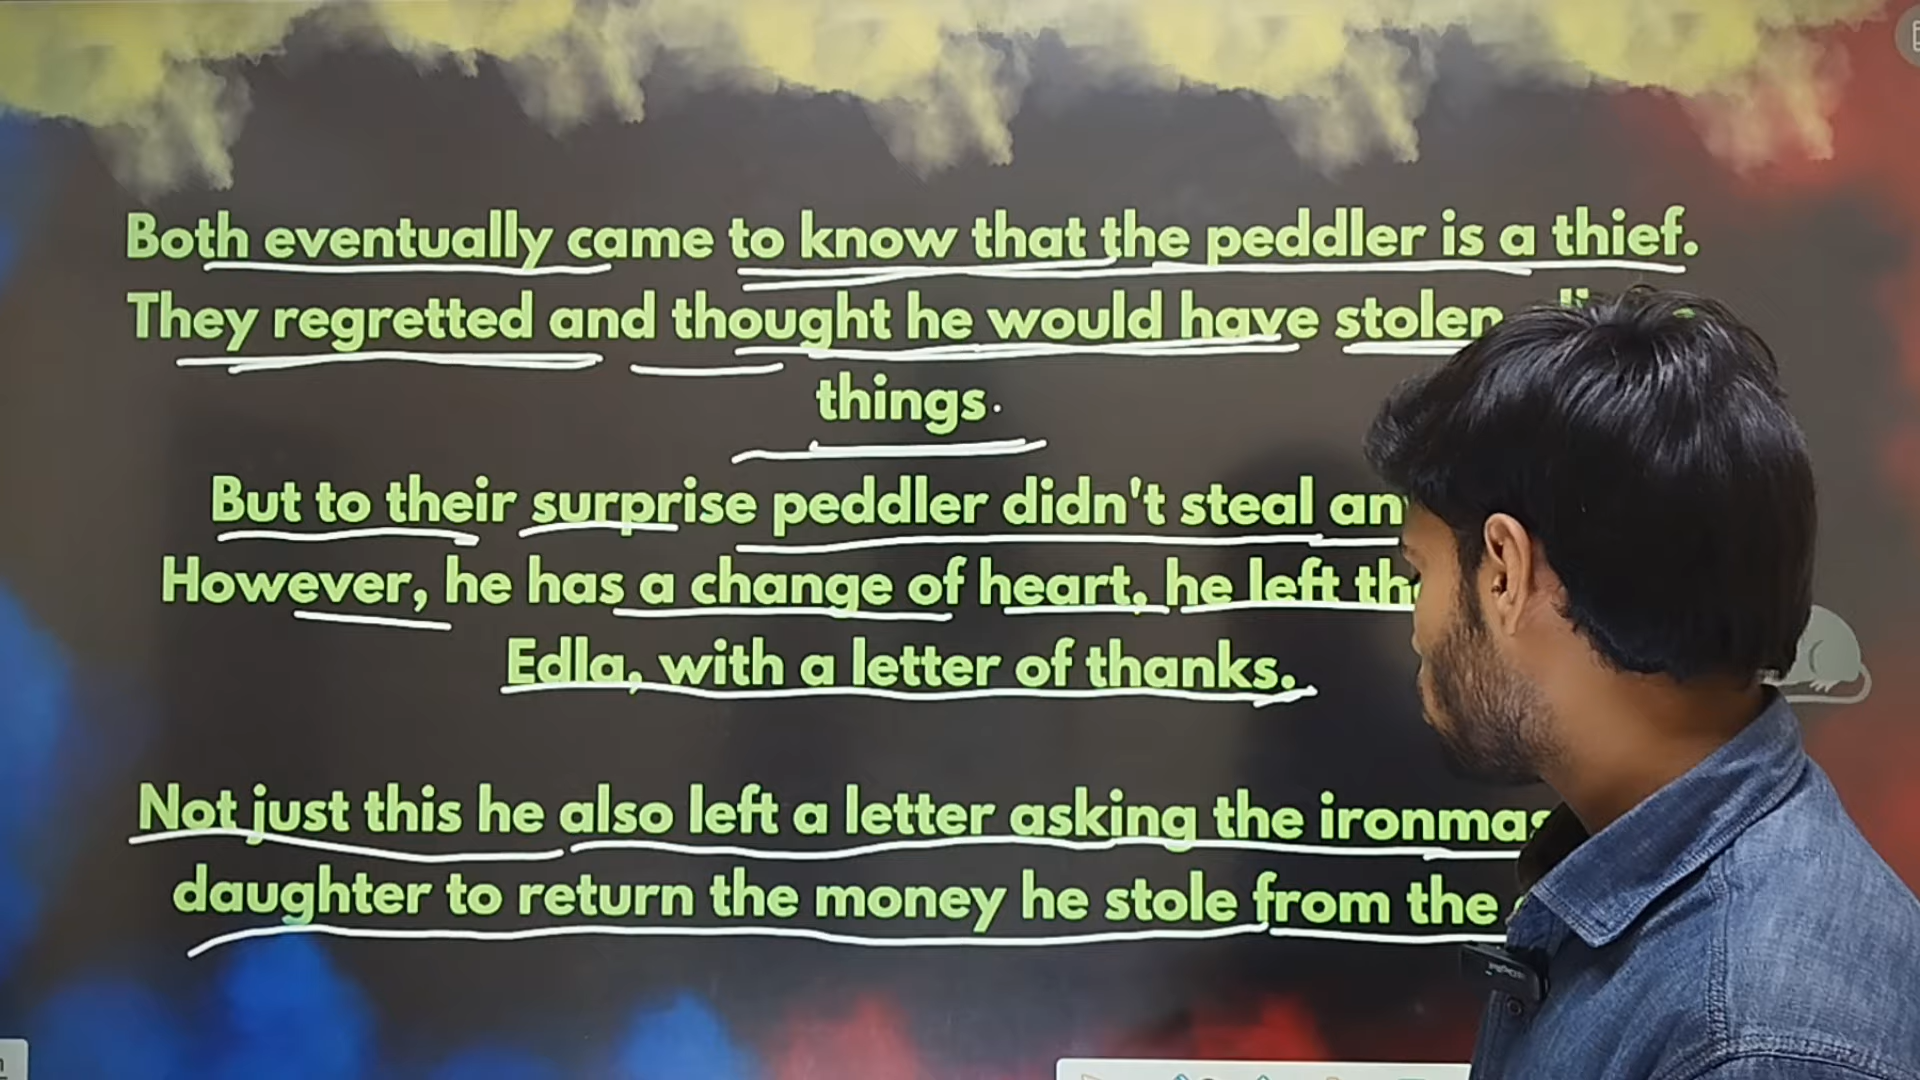 Both eventually came to know that the peddler is a thief.
They regretted and thought he would have stolen
things.
But to their surprise peddler didn't steal
However, he has a change of heart, he left
Edla, with a letter of thanks.
Not just this he also left a letter asking the
daughter to return the money he stole from the